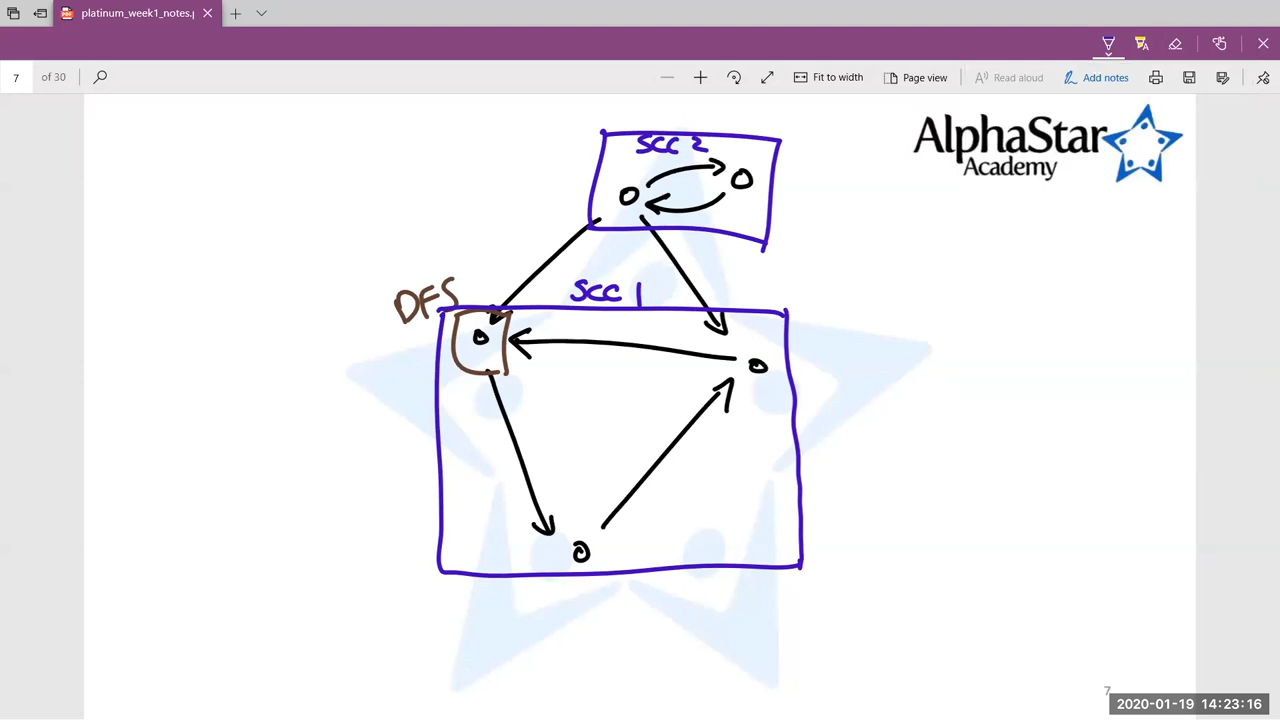 platinum_week1_notes.p
7
of 30
Fit to width
Page view
Read aloud
Add notes
AlphaStar
Academy
SCC 2
SCC 1
DFS
7
2020-01-19 14:23:16